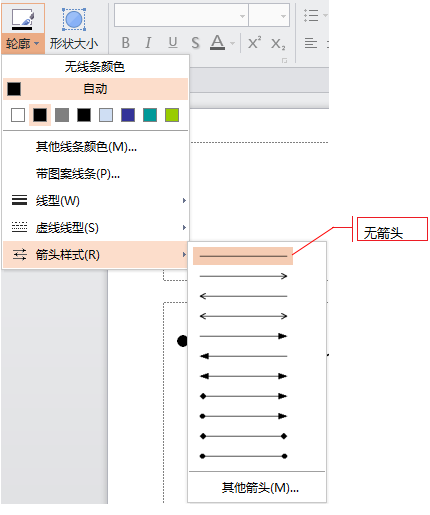 轮廓 形状大小
B I U S A X² X₂
无线条颜色
自动
其他线条颜色(M)...
带图案线条(P)...
线型(W)
虚线线型(S)
箭头样式(R)
无箭头
其他箭头(M)...